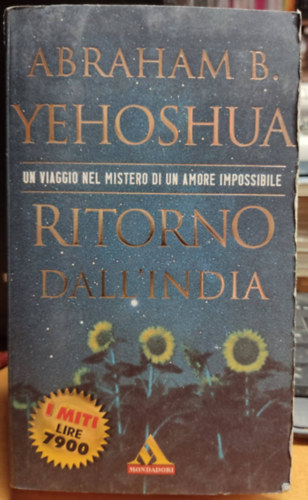 ABRAHAM B.
YEHOSHUA
UN VIAGGIO NEL MISTERO DI UN AMORE IMPOSSIBILE
RITORNO
DALL'INDIA
I MITI
LIRE
7900
MONDADORI